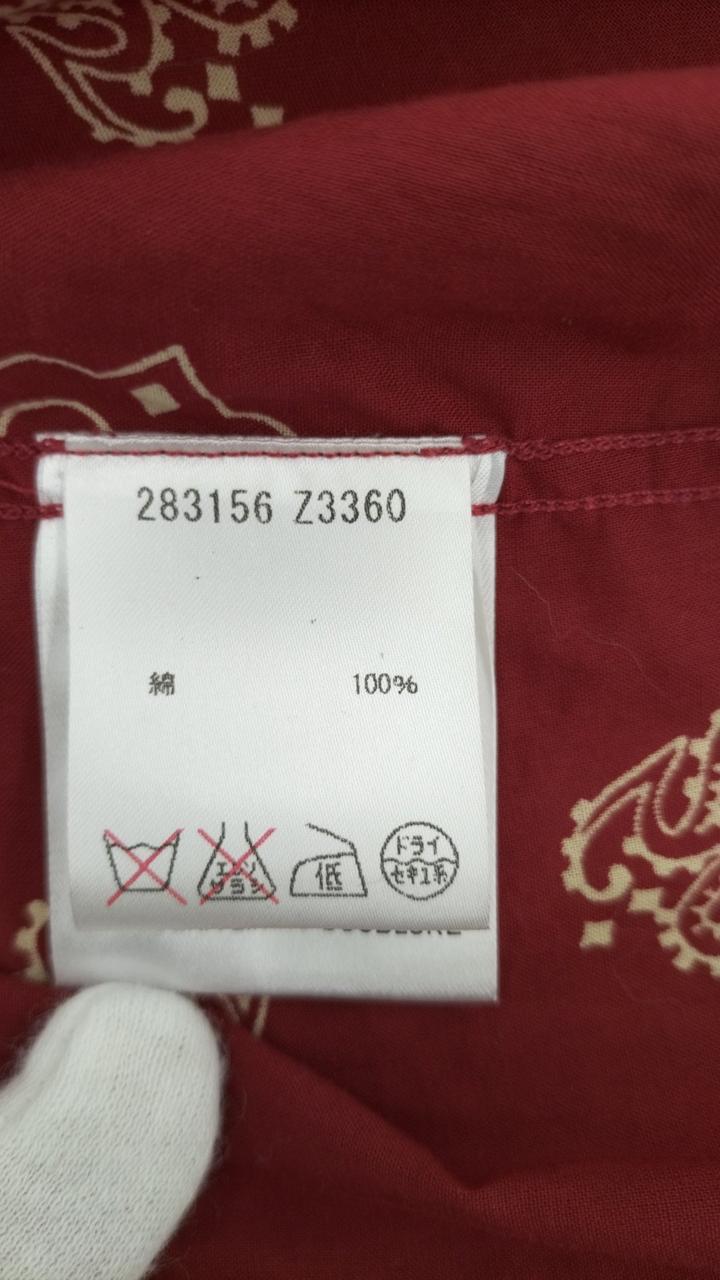 283156 Z3360
綿 100%
エンソ
サラシ
低
ドライ
セキユ系